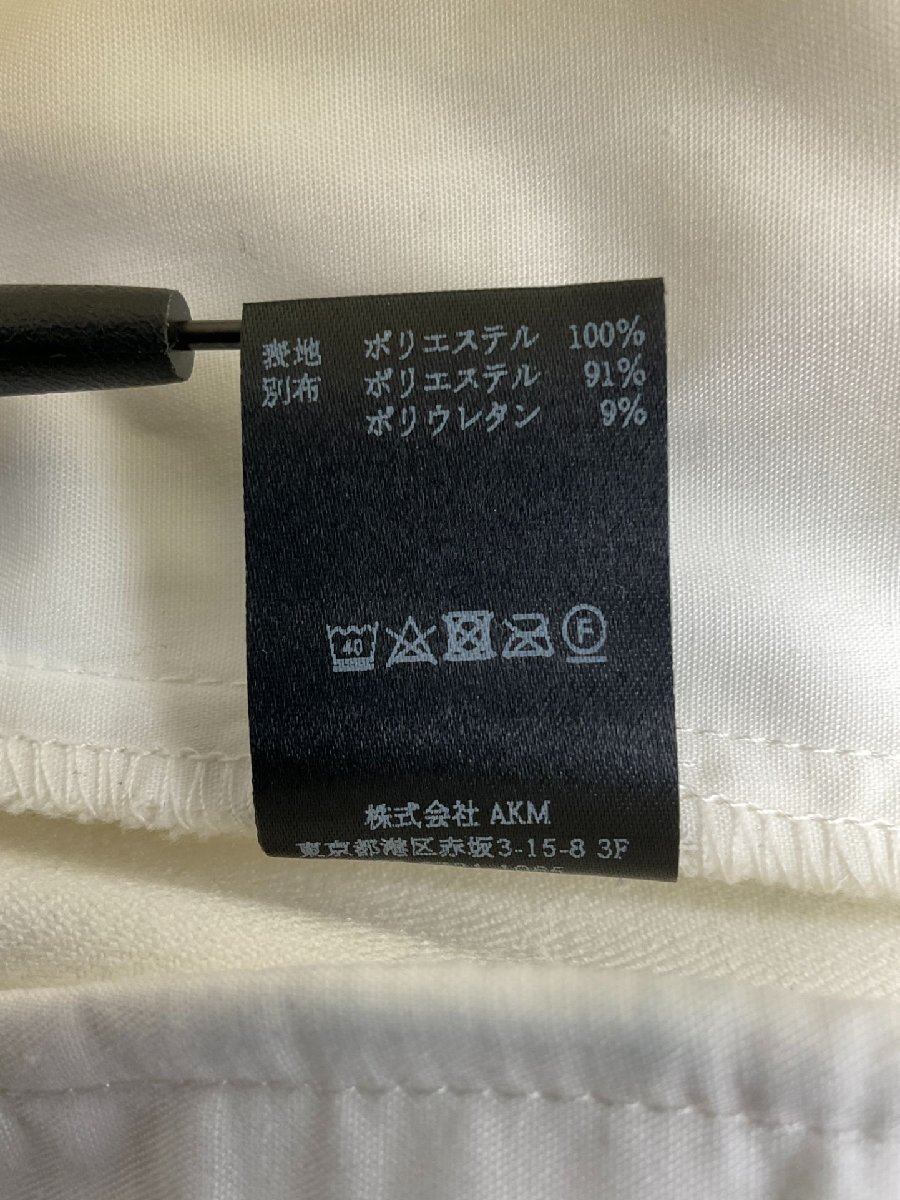 表地 ポリエステル 100%
別布 ポリエステル 91%
ポリウレタン 9%
40
F
株式会社 AKM
東京都港区赤坂3-15-8 3F